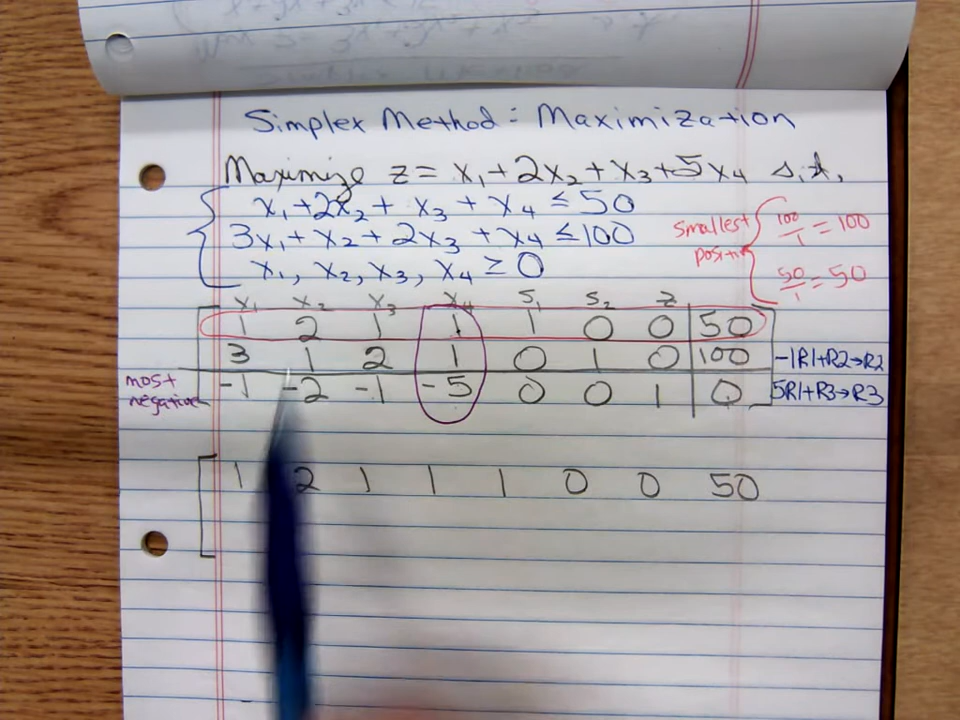 Simplex Method: Maximization
Maximize z = x₁ + 2x₂ + x₃ + 5x₄ s.t.
x₁ + 2x₂ + x₃ + x₄ ≤ 50
3x₁ + x₂ + 2x₃ + x₄ ≤ 100
x₁, x₂, x₃, x₄ ≥ 0
smallest
positive
100/1 = 100
50/1 = 50
x₁ x₂ x₃ x₄ s₁ s₂ z
1 2 1 1 1 0 0 50
3 1 2 1 0 1 0 100 -1R1+R2→R2
most
negative
-1 -2 -1 -5 0 0 1 0 5R1+R3→R3
1 2 1 1 1 0 0 50